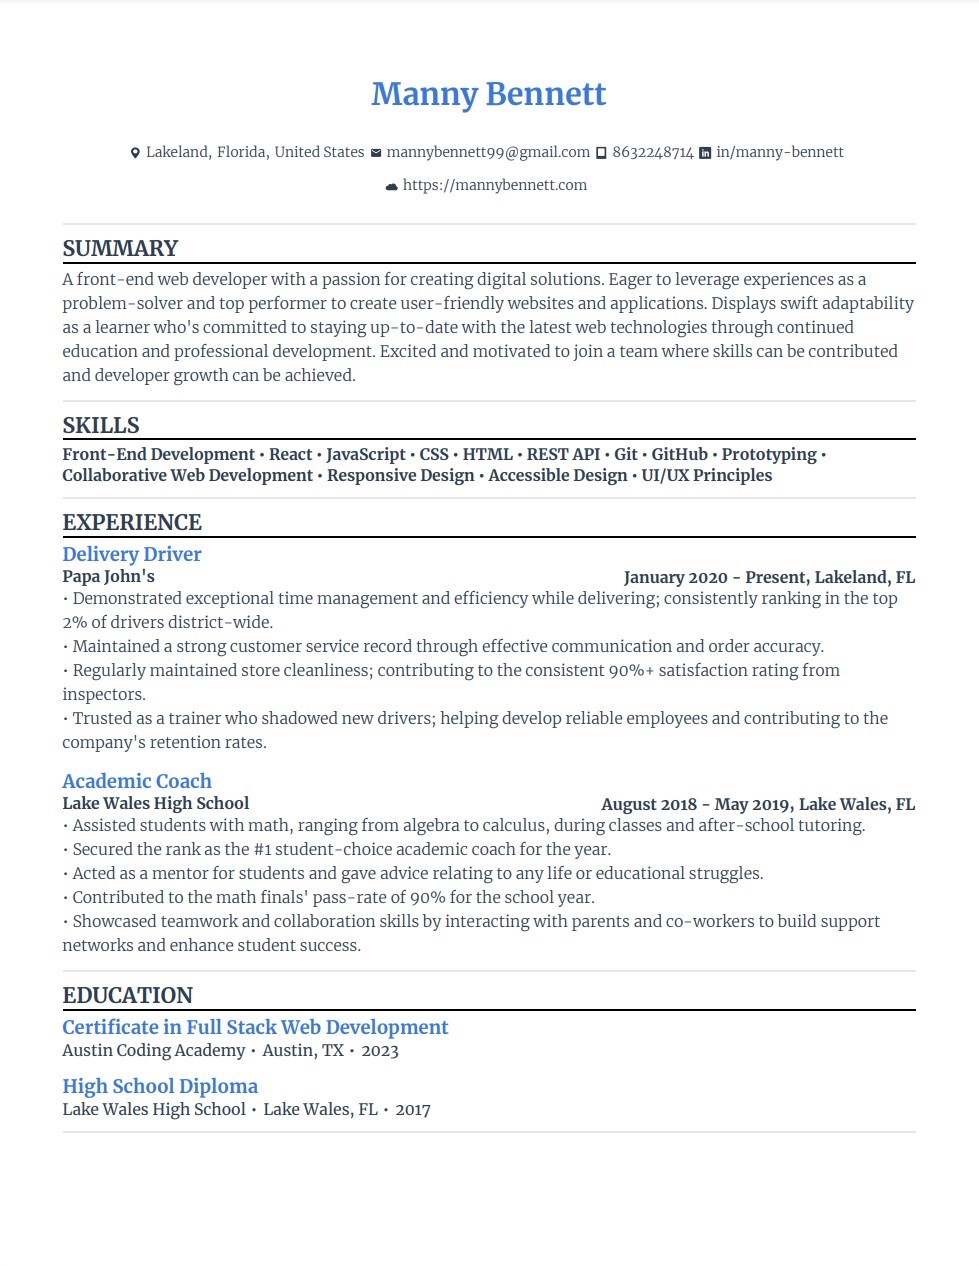 Manny Bennett
Lakeland, Florida, United States mannybennett99@gmail.com 8632248714 in/manny-bennett
https://mannybennett.com
SUMMARY
A front-end web developer with a passion for creating digital solutions. Eager to leverage experiences as a
problem-solver and top performer to create user-friendly websites and applications. Displays swift adaptability
as a learner who's committed to staying up-to-date with the latest web technologies through continued
education and professional development. Excited and motivated to join a team where skills can be contributed
and developer growth can be achieved.
SKILLS
Front-End Development • React • JavaScript • CSS • HTML • REST API • Git • GitHub • Prototyping •
Collaborative Web Development • Responsive Design • Accessible Design • UI/UX Principles
EXPERIENCE
Delivery Driver
Papa John's January 2020 - Present, Lakeland, FL
• Demonstrated exceptional time management and efficiency while delivering; consistently ranking in the top
2% of drivers district-wide.
• Maintained a strong customer service record through effective communication and order accuracy.
• Regularly maintained store cleanliness; contributing to the consistent 90%+ satisfaction rating from
inspectors.
• Trusted as a trainer who shadowed new drivers; helping develop reliable employees and contributing to the
company's retention rates.
Academic Coach
Lake Wales High School August 2018 - May 2019, Lake Wales, FL
• Assisted students with math, ranging from algebra to calculus, during classes and after-school tutoring.
• Secured the rank as the #1 student-choice academic coach for the year.
• Acted as a mentor for students and gave advice relating to any life or educational struggles.
• Contributed to the math finals' pass-rate of 90% for the school year.
• Showcased teamwork and collaboration skills by interacting with parents and co-workers to build support
networks and enhance student success.
EDUCATION
Certificate in Full Stack Web Development
Austin Coding Academy • Austin, TX • 2023
High School Diploma
Lake Wales High School • Lake Wales, FL • 2017